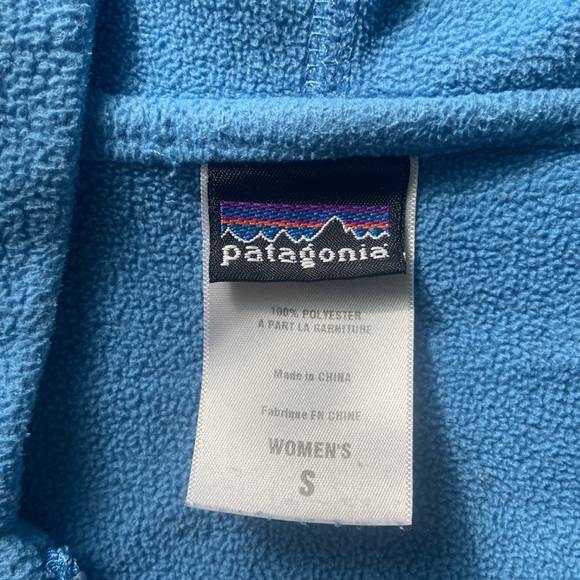 patagonia
100% POLYESTER
A PART LA GARNITURE
Made in CHINA
Fabriqué EN CHINE
WOMEN'S
S